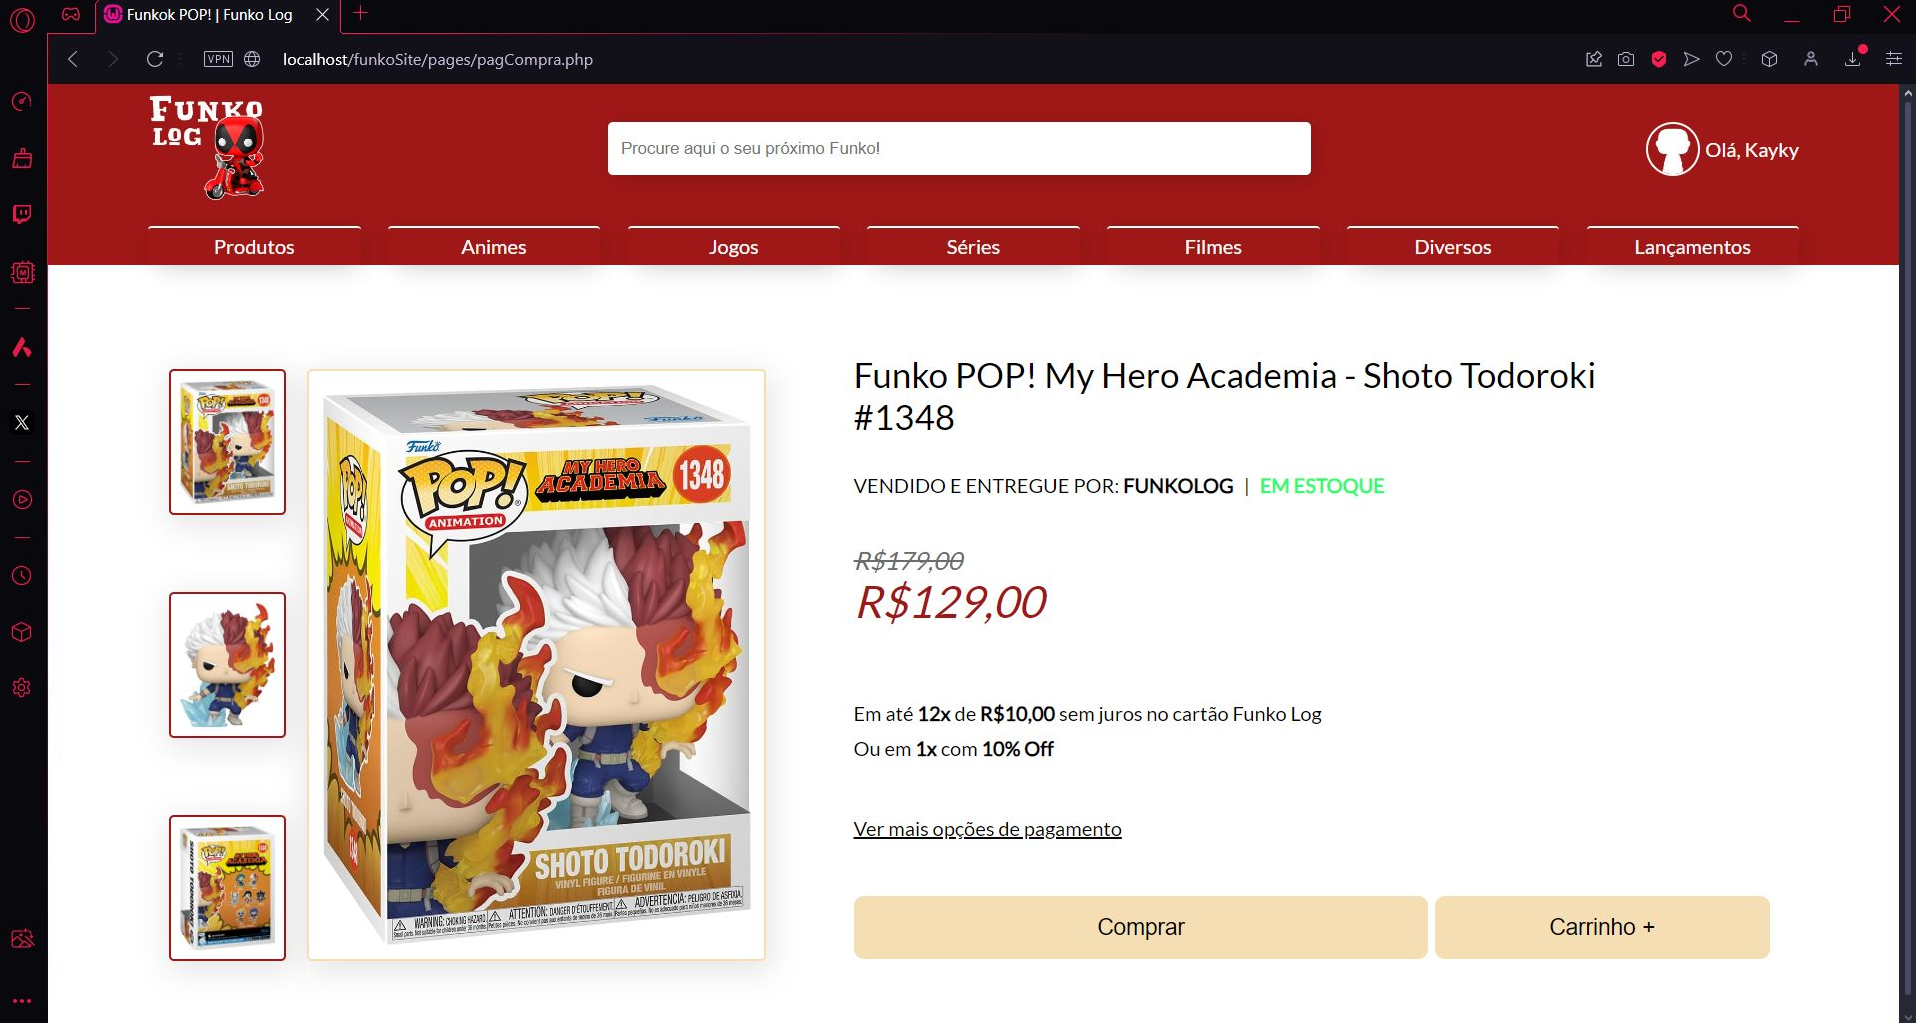 Funkok POP! | Funko Log
VPN
localhost/funkoSite/pages/pagCompra.php
FUNKO
LOG
Procure aqui o seu próximo Funko!
Olá, Kayky
Produtos
Animes
Jogos
Séries
Filmes
Diversos
Lançamentos
Funko POP! My Hero Academia - Shoto Todoroki
#1348
VENDIDO E ENTREGUE POR: FUNKOLOG | EM ESTOQUE
R$179,00
R$129,00
Em até 12x de R$10,00 sem juros no cartão Funko Log
Ou em 1x com 10% Off
Ver mais opções de pagamento
Comprar
Carrinho +
Funko
POP!
ANIMATION
MY HERO
ACADEMIA
1348
POP!
SHOTO TODOROKI
VINYL FIGURE / FIGURINE EN VINYLE
FIGURA DE VINIL
WARNING: CHOKING HAZARD.
ATTENTION: DANGER D'ÉTOUFFEMENT.
ADVERTENCIA: PELIGRO DE ASFIXIA.